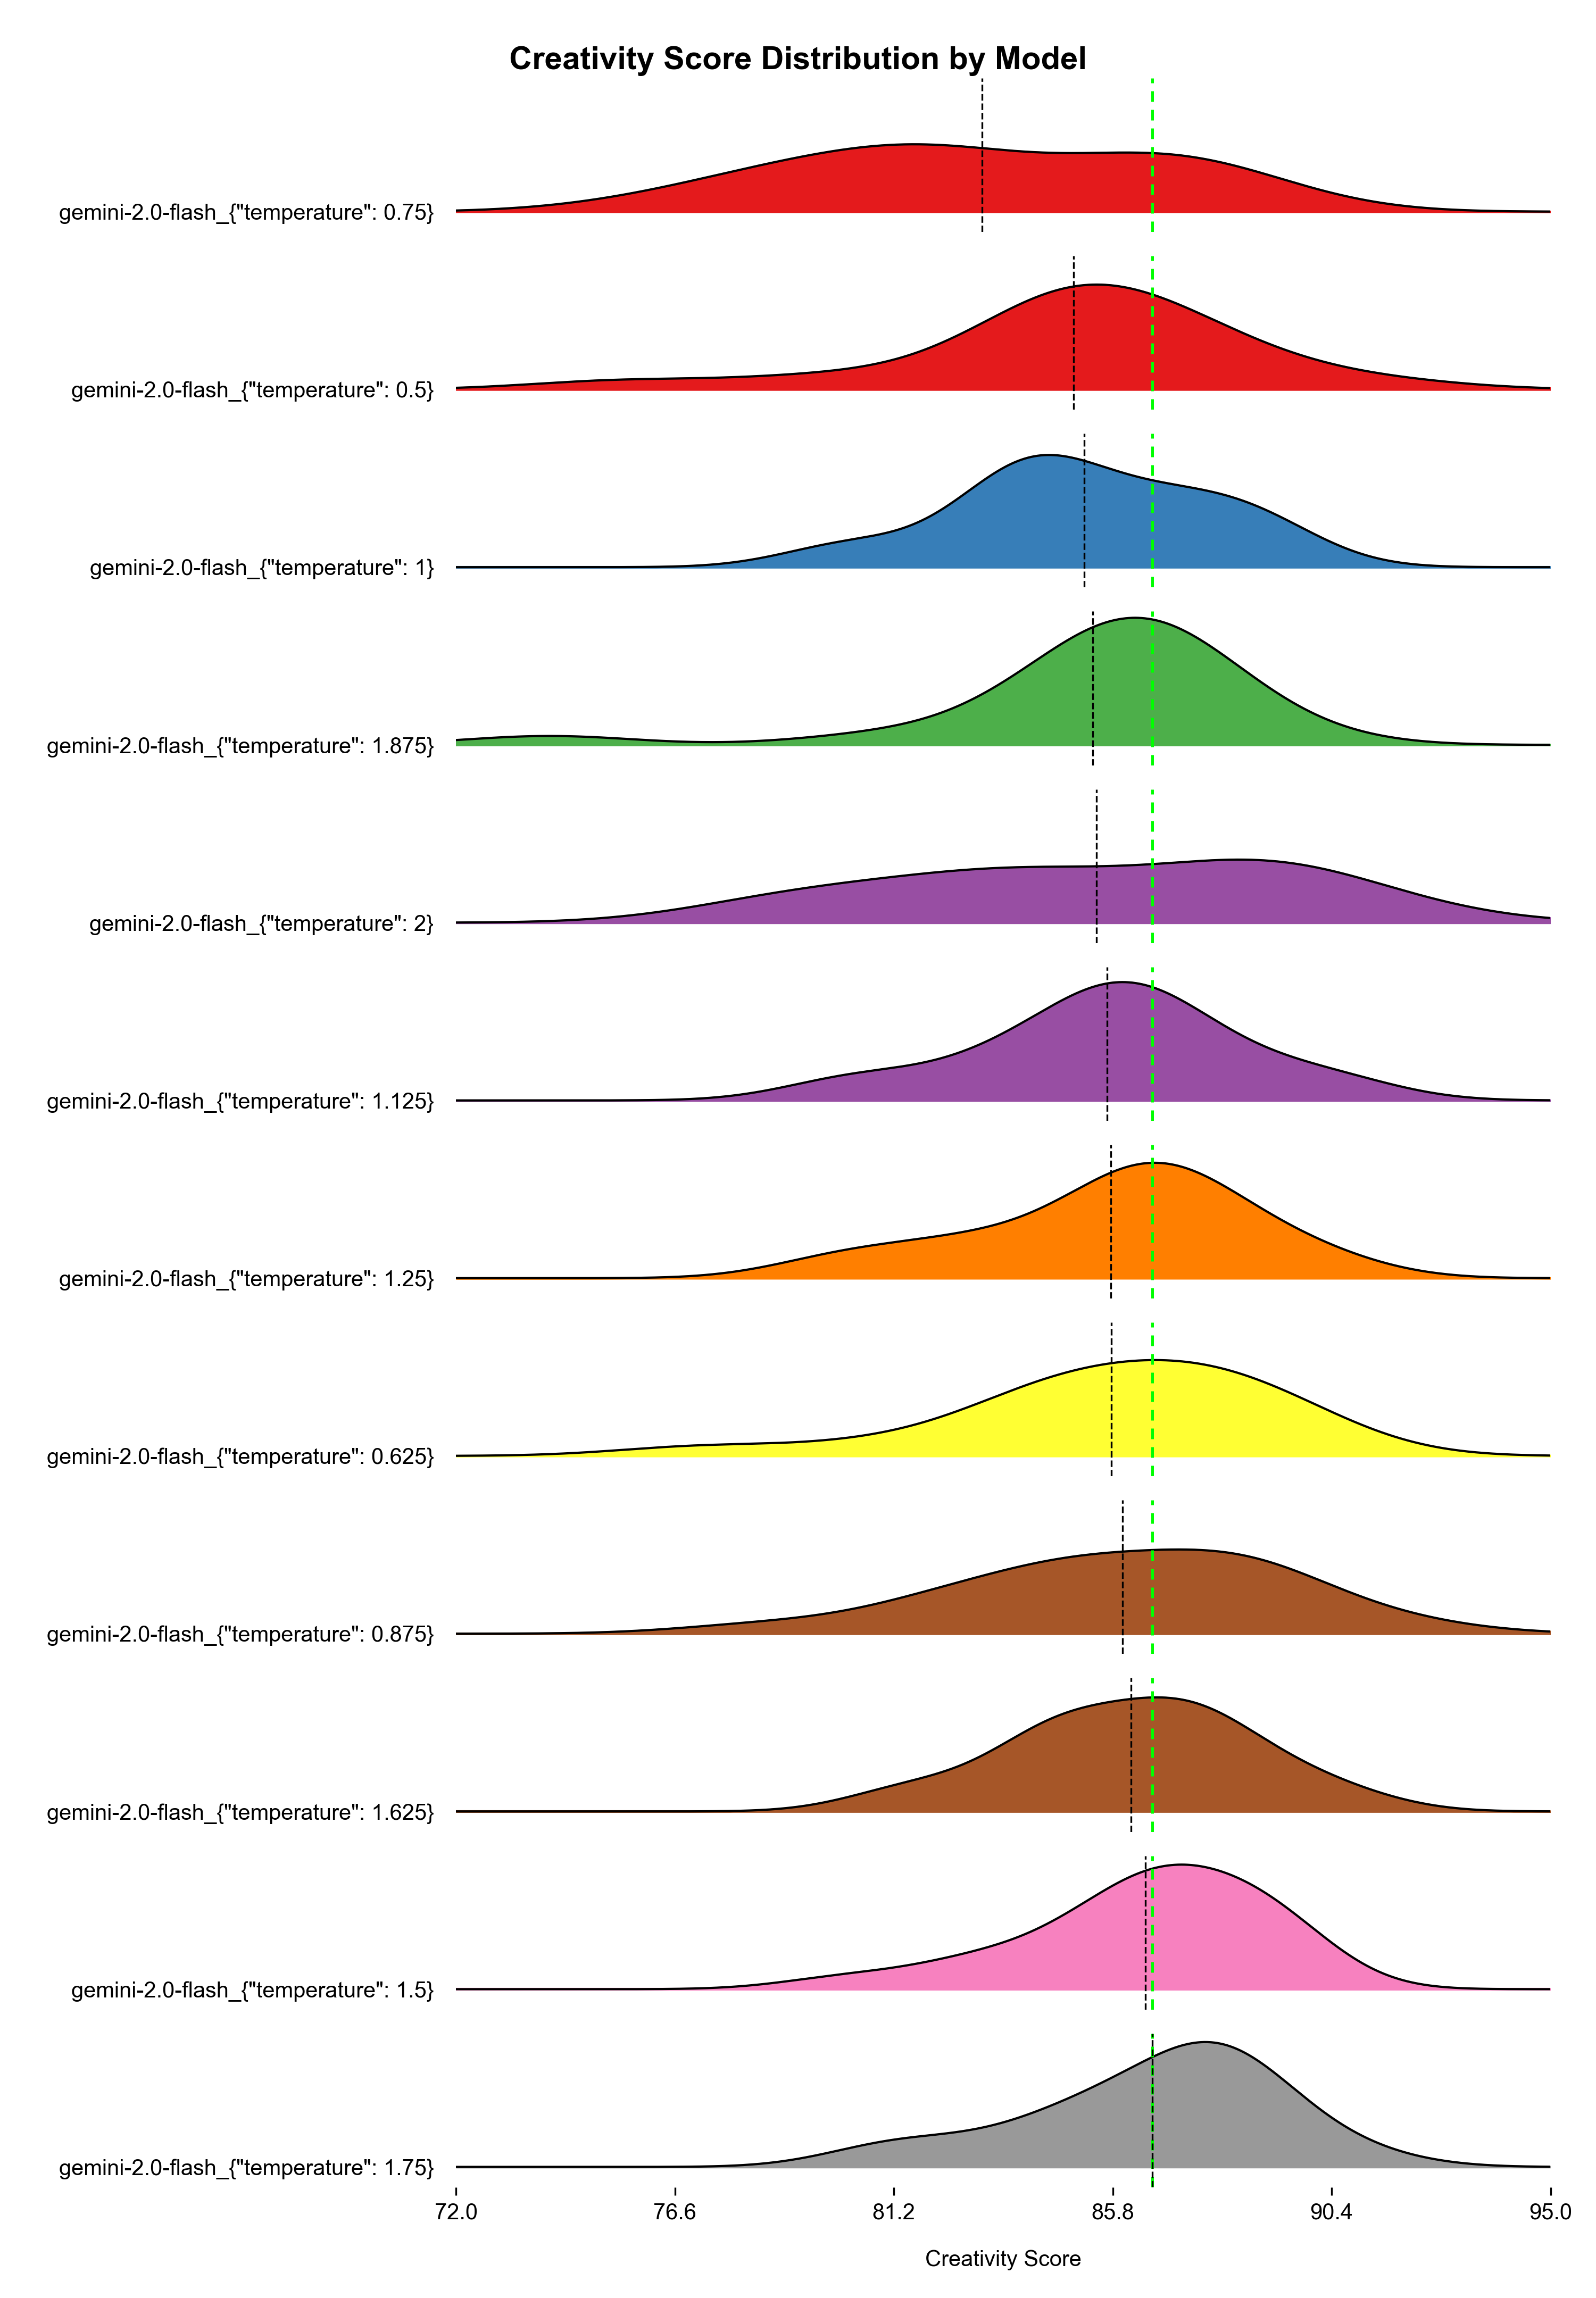 Creativity Score Distribution by Model
gemini-2.0-flash_{"temperature": 0.75}
gemini-2.0-flash_{"temperature": 0.5}
gemini-2.0-flash_{"temperature": 1}
gemini-2.0-flash_{"temperature": 1.875}
gemini-2.0-flash_{"temperature": 2}
gemini-2.0-flash_{"temperature": 1.125}
gemini-2.0-flash_{"temperature": 1.25}
gemini-2.0-flash_{"temperature": 0.625}
gemini-2.0-flash_{"temperature": 0.875}
gemini-2.0-flash_{"temperature": 1.625}
gemini-2.0-flash_{"temperature": 1.5}
gemini-2.0-flash_{"temperature": 1.75}
72.0 76.6 81.2 85.8 90.4 95.0
Creativity Score